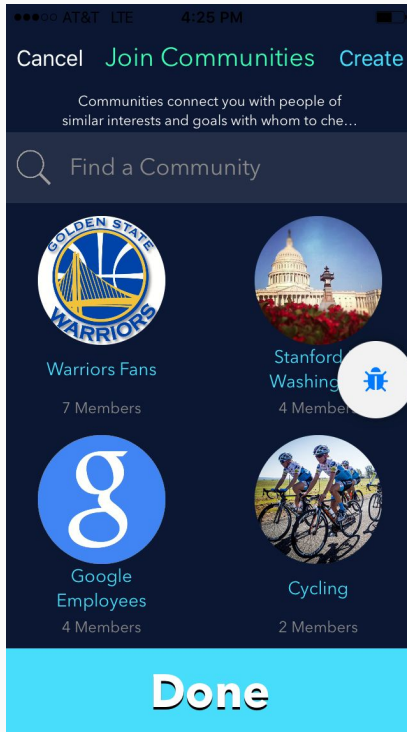 AT&T LTE 4:25 PM
Cancel Join Communities Create
Communities connect you with people of
similar interests and goals with whom to che…
Find a Community
GOLDEN STATE
WARRIORS
Warriors Fans
7 Members
Stanford
Washing
4 Membe
g
Google
Employees
4 Members
Cycling
2 Members
Done